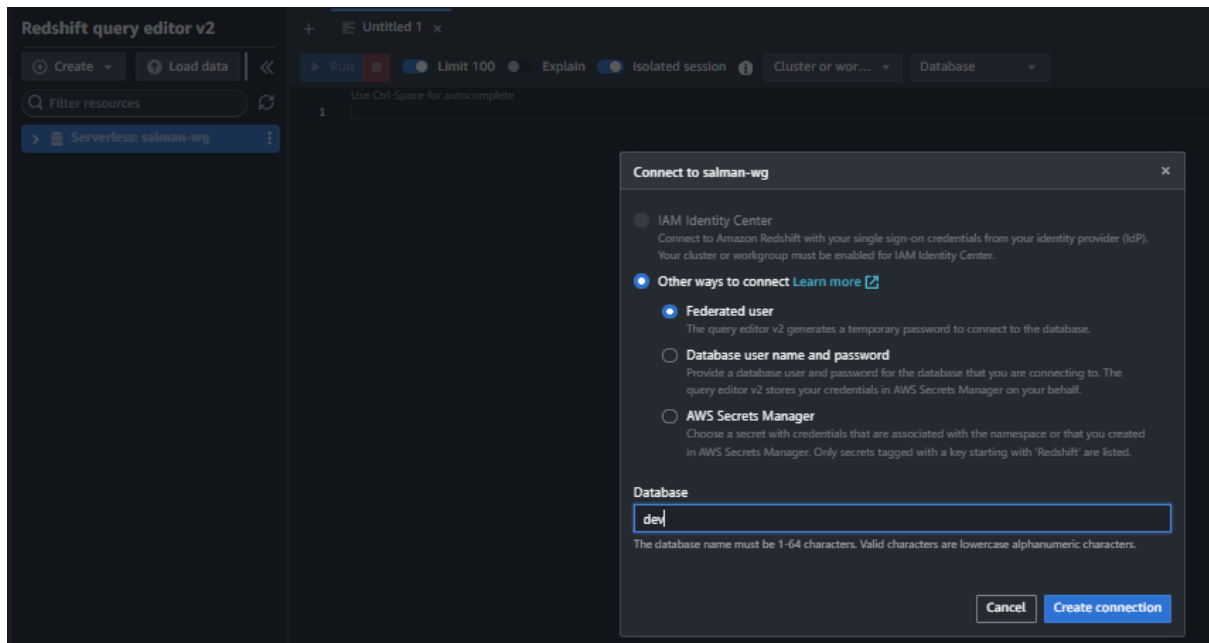 Redshift query editor v2
Untitled 1
Create
Load data
Run
Limit 100
Explain
Isolated session
Cluster or wor...
Database
Filter resources
Use Ctrl-Space for autocomplete
1
Serverless: salman-wg
Connect to salman-wg
IAM Identity Center
Connect to Amazon Redshift with your single sign-on credentials from your identity provider (IdP).
Your cluster or workgroup must be enabled for IAM Identity Center.
Other ways to connect Learn more
Federated user
The query editor v2 generates a temporary password to connect to the database.
Database user name and password
Provide a database user and password for the database that you are connecting to. The
query editor v2 stores your credentials in AWS Secrets Manager on your behalf.
AWS Secrets Manager
Choose a secret with credentials that are associated with the namespace or that you created
in AWS Secrets Manager. Only secrets tagged with a key starting with 'Redshift' are listed.
Database
dev
The database name must be 1-64 characters. Valid characters are lowercase alphanumeric characters.
Cancel
Create connection